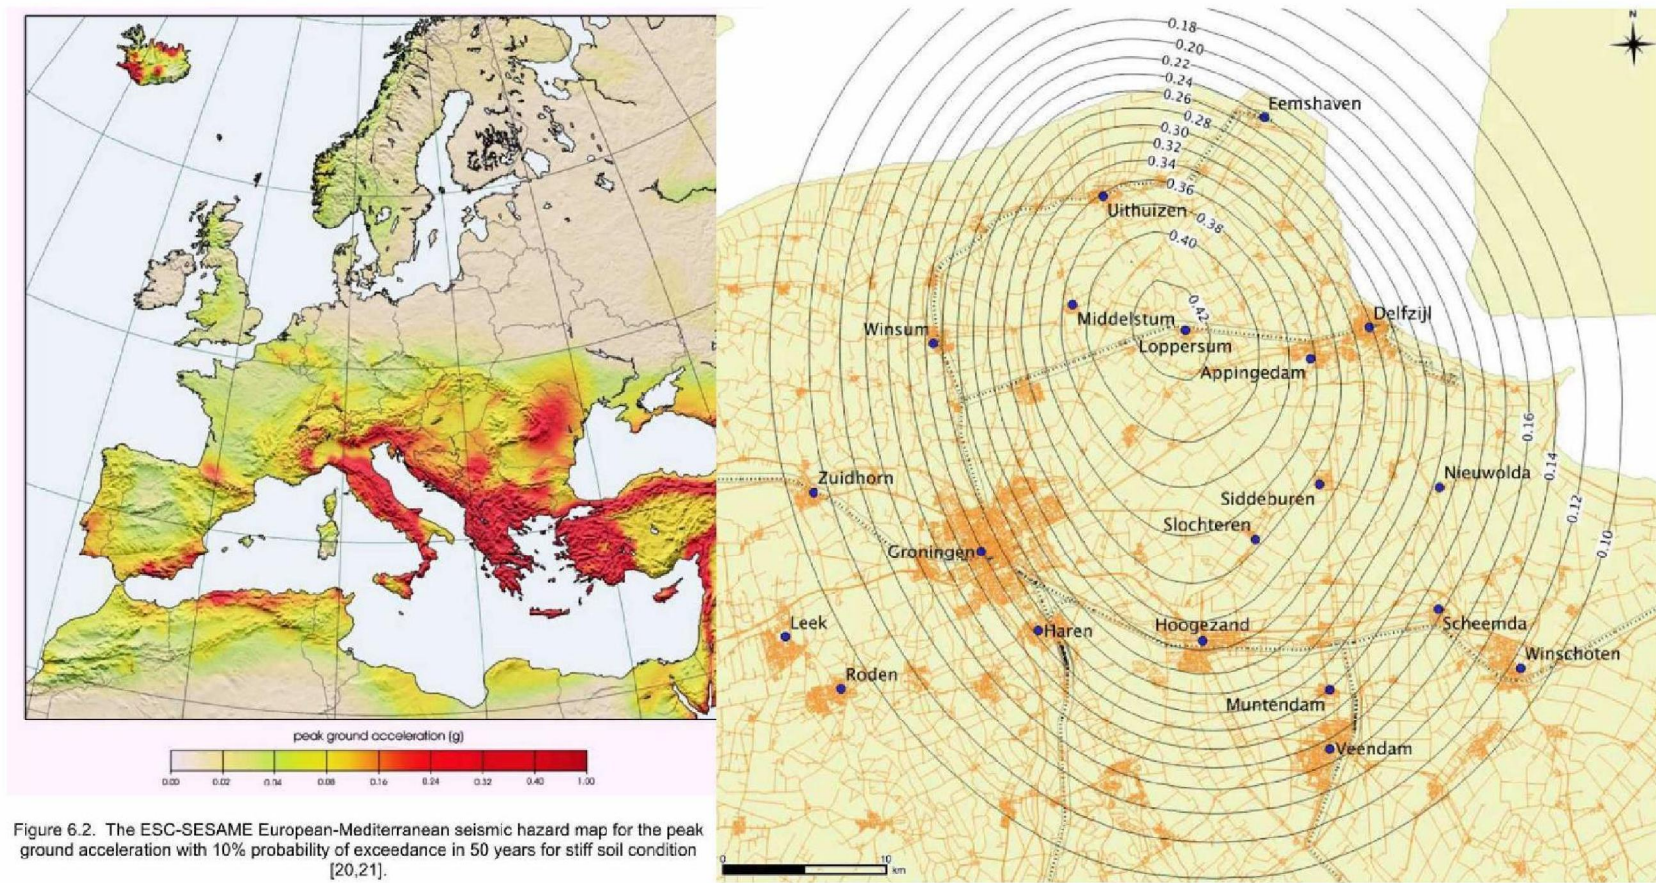 peak ground acceleration (g)
0.00 0.02 0.04 0.08 0.16 0.24 0.32 0.40 1.00
Figure 6.2. The ESC-SESAME European-Mediterranean seismic hazard map for the peak
ground acceleration with 10% probability of exceedance in 50 years for stiff soil condition
[20,21].
N
0.18
0.20
0.22
0.24
0.26
0.28
0.30
0.32
0.34
0.36
0.38
0.40
0.42
Eemshaven
Uithuizen
Middelstum
Winsum
Loppersum
Delfzijl
Appingedam
0.16
0.14
0.12
0.10
Zuidhorn
Nieuwolda
Siddeburen
Slochteren
Groningen
Leek
Haren
Hoogezand
Scheemda
Roden
Winschoten
Muntendam
Veendam
0 10
km